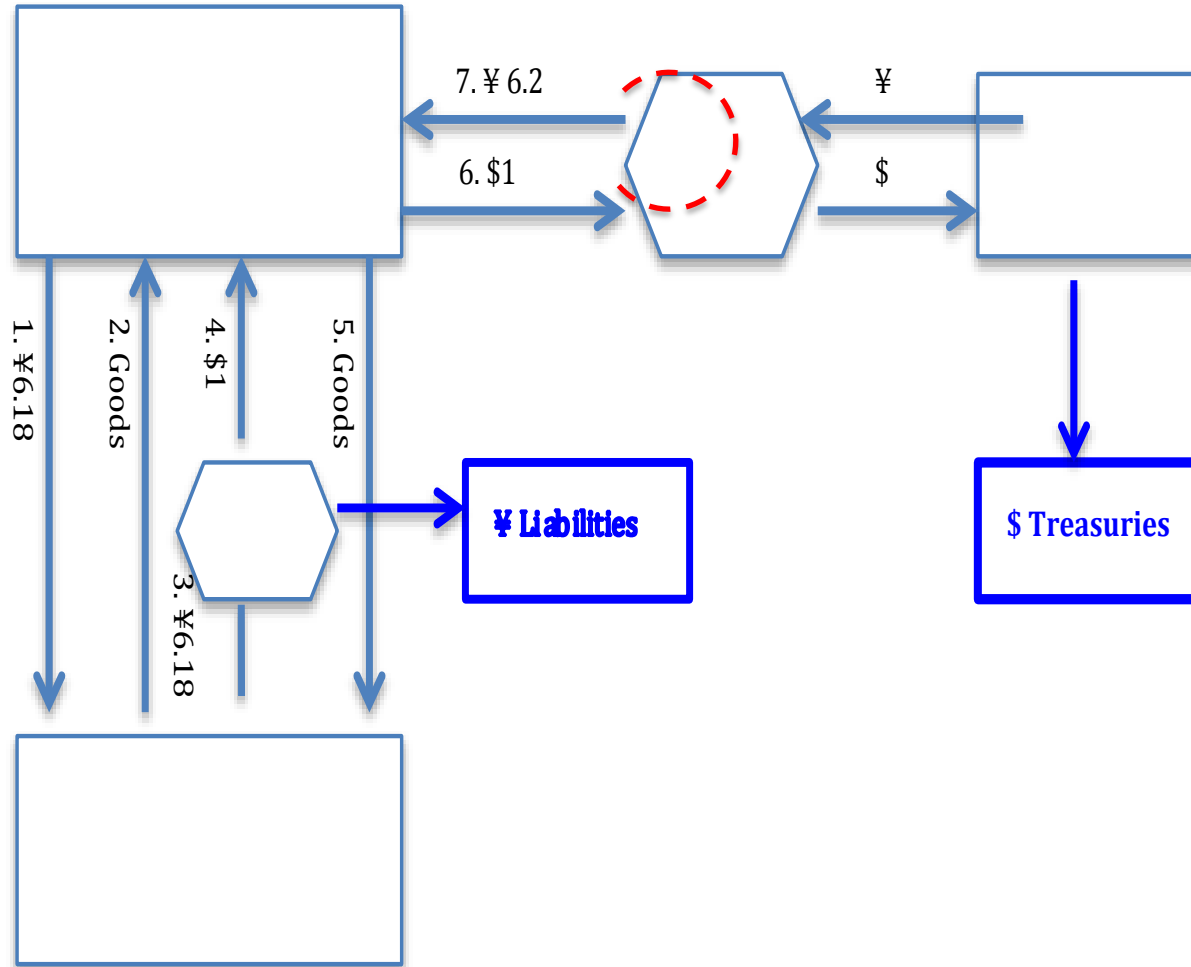 7. ¥ 6.2
¥
6. $1
$
1. ¥6.18
2. Goods
4. $1
5. Goods
3. ¥6.18
¥ Liabilities
$ Treasuries